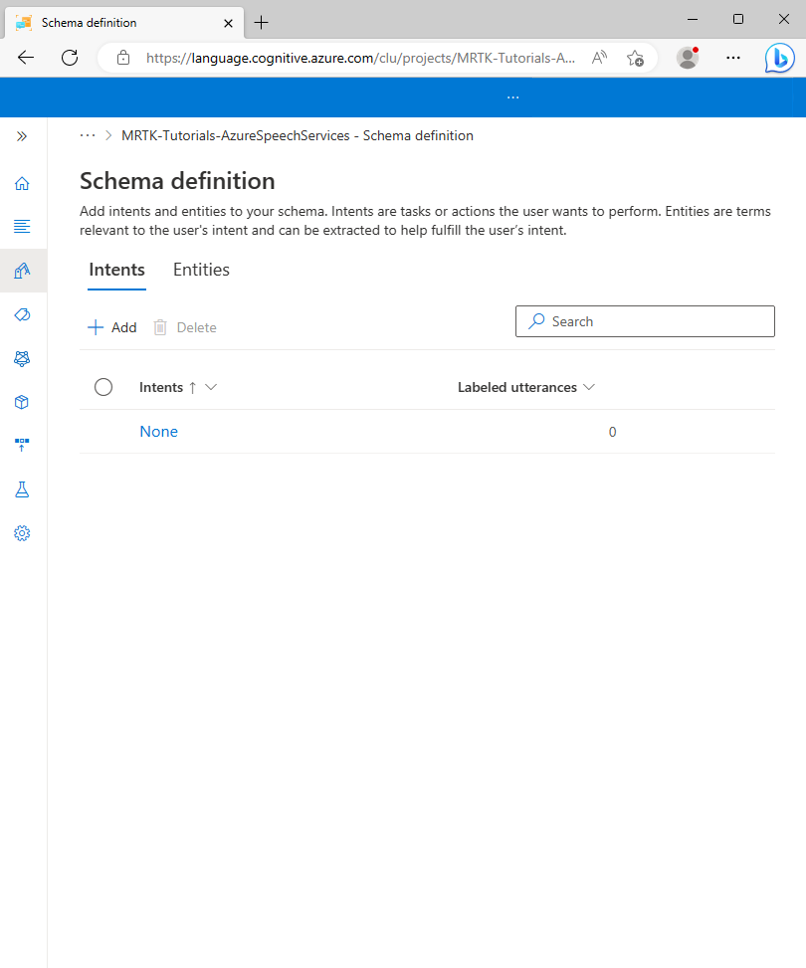 Schema definition
https://language.cognitive.azure.com/clu/projects/MRTK-Tutorials-A...
... > MRTK-Tutorials-AzureSpeechServices - Schema definition
Schema definition
Add intents and entities to your schema. Intents are tasks or actions the user wants to perform. Entities are terms
relevant to the user's intent and can be extracted to help fulfill the user's intent.
Intents Entities
Add Delete Search
Intents ↑ Labeled utterances
None 0